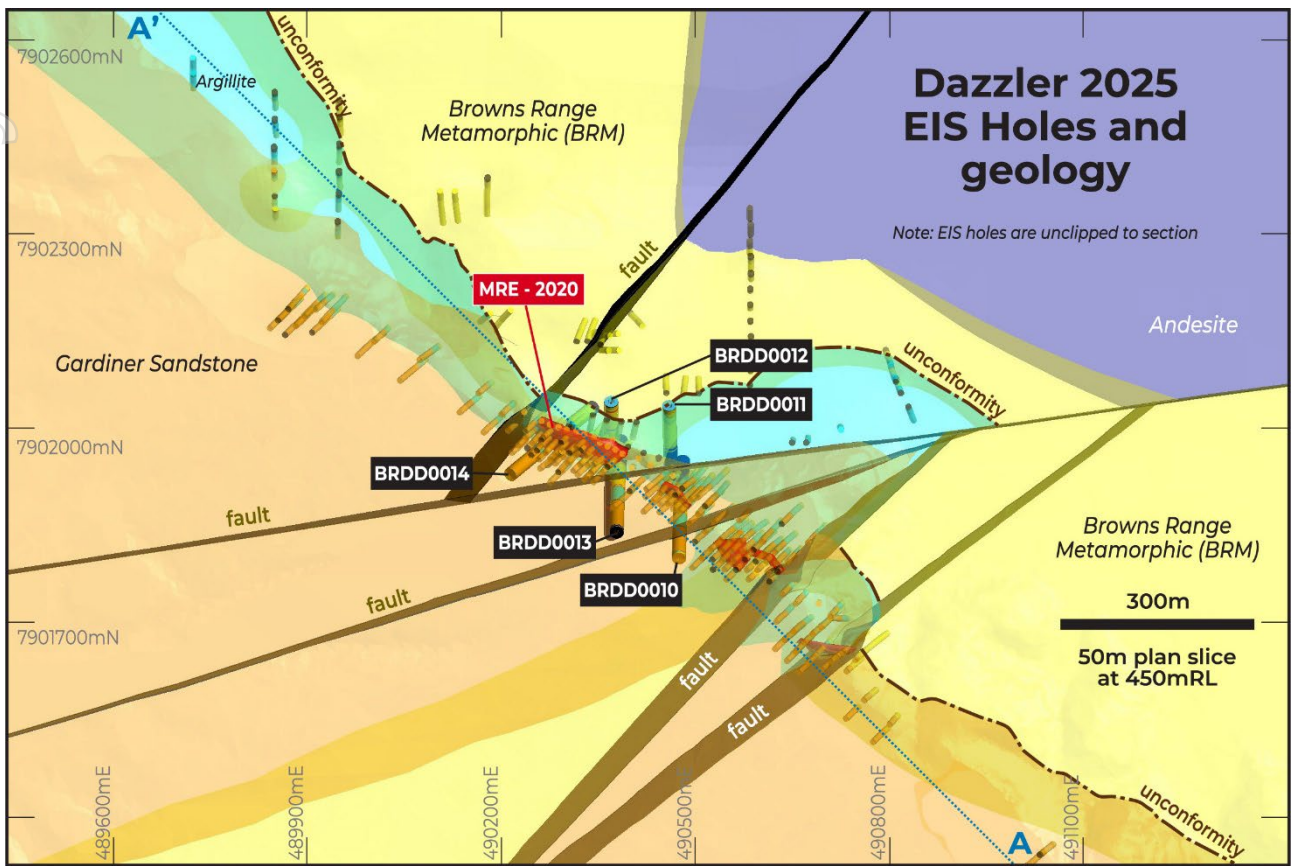 A'
unconformity
7902600mN
Argillite
Browns Range
Metamorphic (BRM)
Dazzler 2025
EIS Holes and
geology
Note: EIS holes are unclipped to section
7902300mN
fault
MRE - 2020
Andesite
Gardiner Sandstone
BRDD0012
unconformity
BRDD0011
7902000mN
BRDD0014
fault
BRDD0013
Browns Range
Metamorphic (BRM)
BRDD0010
fault
300m
7901700mN
50m plan slice
at 450mRL
fault
fault
489600mE
489900mE
490200mE
490500mE
490800mE
491100mE
unconformity
A